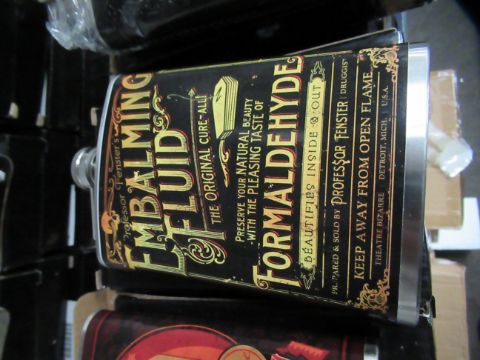 Professor Fenster's
EMBALMING
FLUID
THE ORIGINAL CURE-ALL!
PRESERVE YOUR NATURAL BEAUTY
-WITH THE PLEASING TASTE OF-
FORMALDEHYDE
BEAUTIFIES INSIDE & OUT
PREPARED & SOLD BY PROFESSOR FENSTER, DRUGGIST
KEEP AWAY FROM OPEN FLAME
THEATRE BIZARRE DETROIT, MICH. U.S.A.